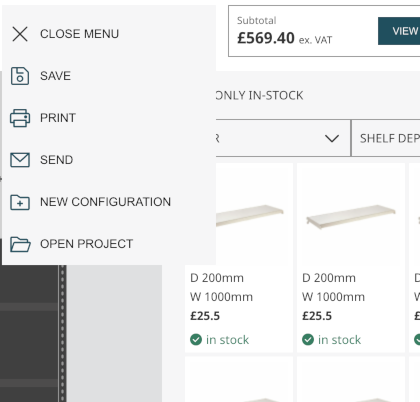 CLOSE MENU
SAVE
PRINT
SEND
NEW CONFIGURATION
OPEN PROJECT
Subtotal
£569.40 ex. VAT
VIEW
ONLY IN-STOCK
SHELF DEP
D 200mm
W 1000mm
£25.5
in stock
D 200mm
W 1000mm
£25.5
in stock